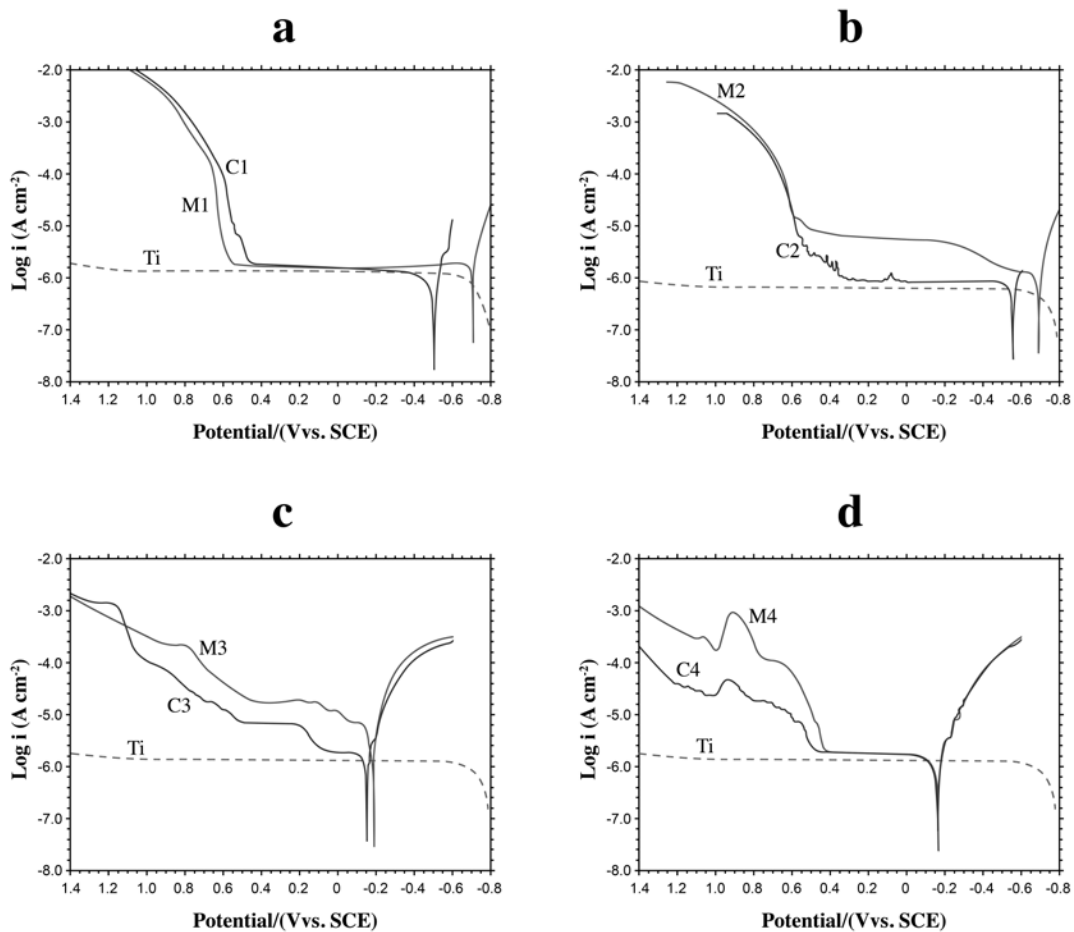 a
-2.0
-3.0
-4.0
-5.0
-6.0
-7.0
-8.0
Log i (A cm-2)
C1
M1
Ti
1.4 1.2 1.0 0.8 0.6 0.4 0.2 0 -0.2 -0.4 -0.6 -0.8
Potential/(Vvs. SCE)
b
-2.0
-3.0
-4.0
-5.0
-6.0
-7.0
-8.0
Log i (A cm-2)
M2
C2
Ti
1.4 1.2 1.0 0.8 0.6 0.4 0.2 0 -0.2 -0.4 -0.6 -0.8
Potential/(Vvs. SCE)
c
-2.0
-3.0
-4.0
-5.0
-6.0
-7.0
-8.0
Log i (A cm-2)
M3
C3
Ti
1.4 1.2 1.0 0.8 0.6 0.4 0.2 0 -0.2 -0.4 -0.6 -0.8
Potential/(Vvs. SCE)
d
-2.0
-3.0
-4.0
-5.0
-6.0
-7.0
-8.0
Log i (A cm-2)
M4
C4
Ti
1.4 1.2 1.0 0.8 0.6 0.4 0.2 0 -0.2 -0.4 -0.6 -0.8
Potential/(Vvs. SCE)